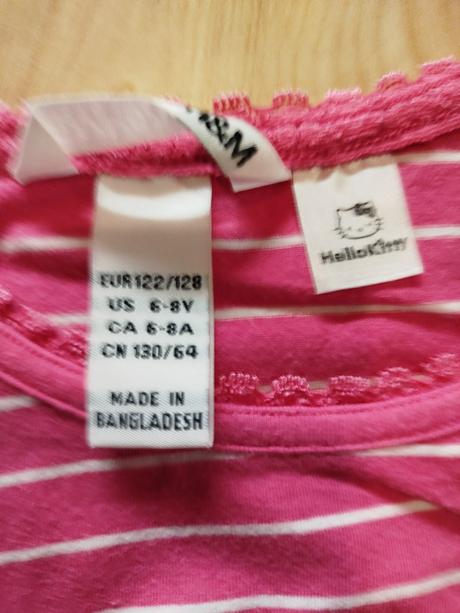 H&M
HelloKitty
EUR 122/128
US 6-8Y
CA 6-8A
CN 130/64
MADE IN
BANGLADESH